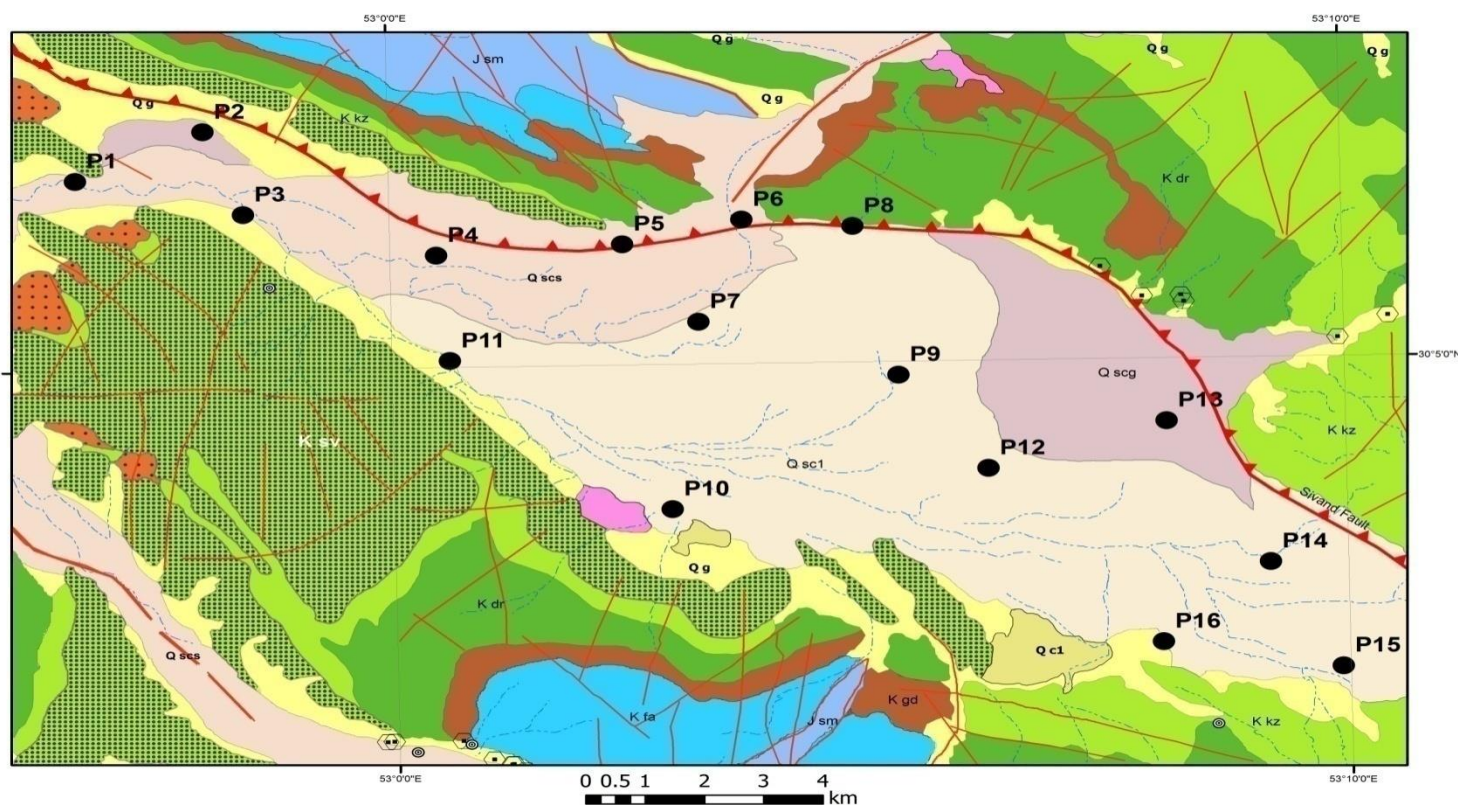 53°0'0"E
53°10'0"E
Q g
Q g
J sm
Q g
Q g
Q g
P2
K kz
P1
K dr
P3
P6
P8
P5
P4
Q scs
P7
P11
P9
30°5'0"N
Q scg
P13
K kz
K sv
Q sc1
P12
P10
Sivand Fault
P14
Q g
K dr
P16
Q scs
Q c1
P15
K gd
K fa
J sm
K kz
53°0'0"E
53°10'0"E
0 0.5 1 2 3 4
km